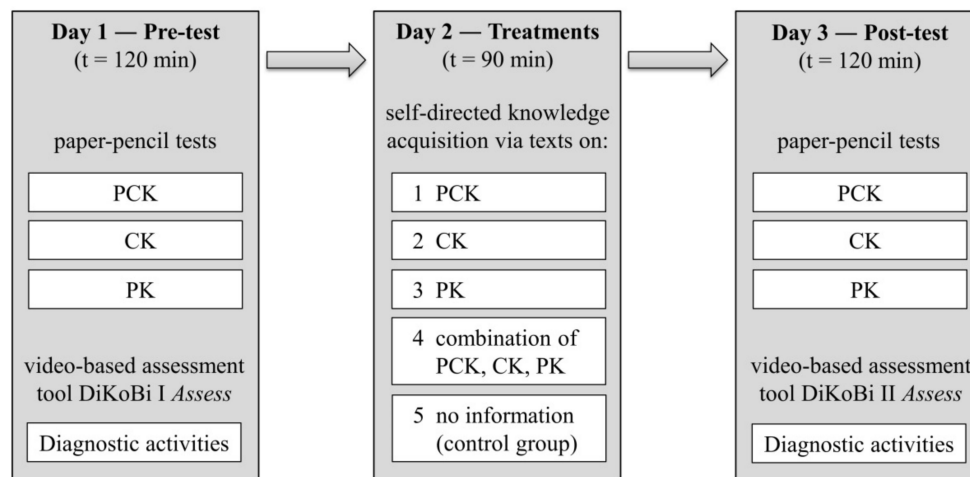 Day 1 — Pre-test
(t = 120 min)
paper-pencil tests
PCK
CK
PK
video-based assessment
tool DiKoBi I Assess
Diagnostic activities
Day 2 — Treatments
(t = 90 min)
self-directed knowledge
acquisition via texts on:
1 PCK
2 CK
3 PK
4 combination of
PCK, CK, PK
5 no information
(control group)
Day 3 — Post-test
(t = 120 min)
paper-pencil tests
PCK
CK
PK
video-based assessment
tool DiKoBi II Assess
Diagnostic activities